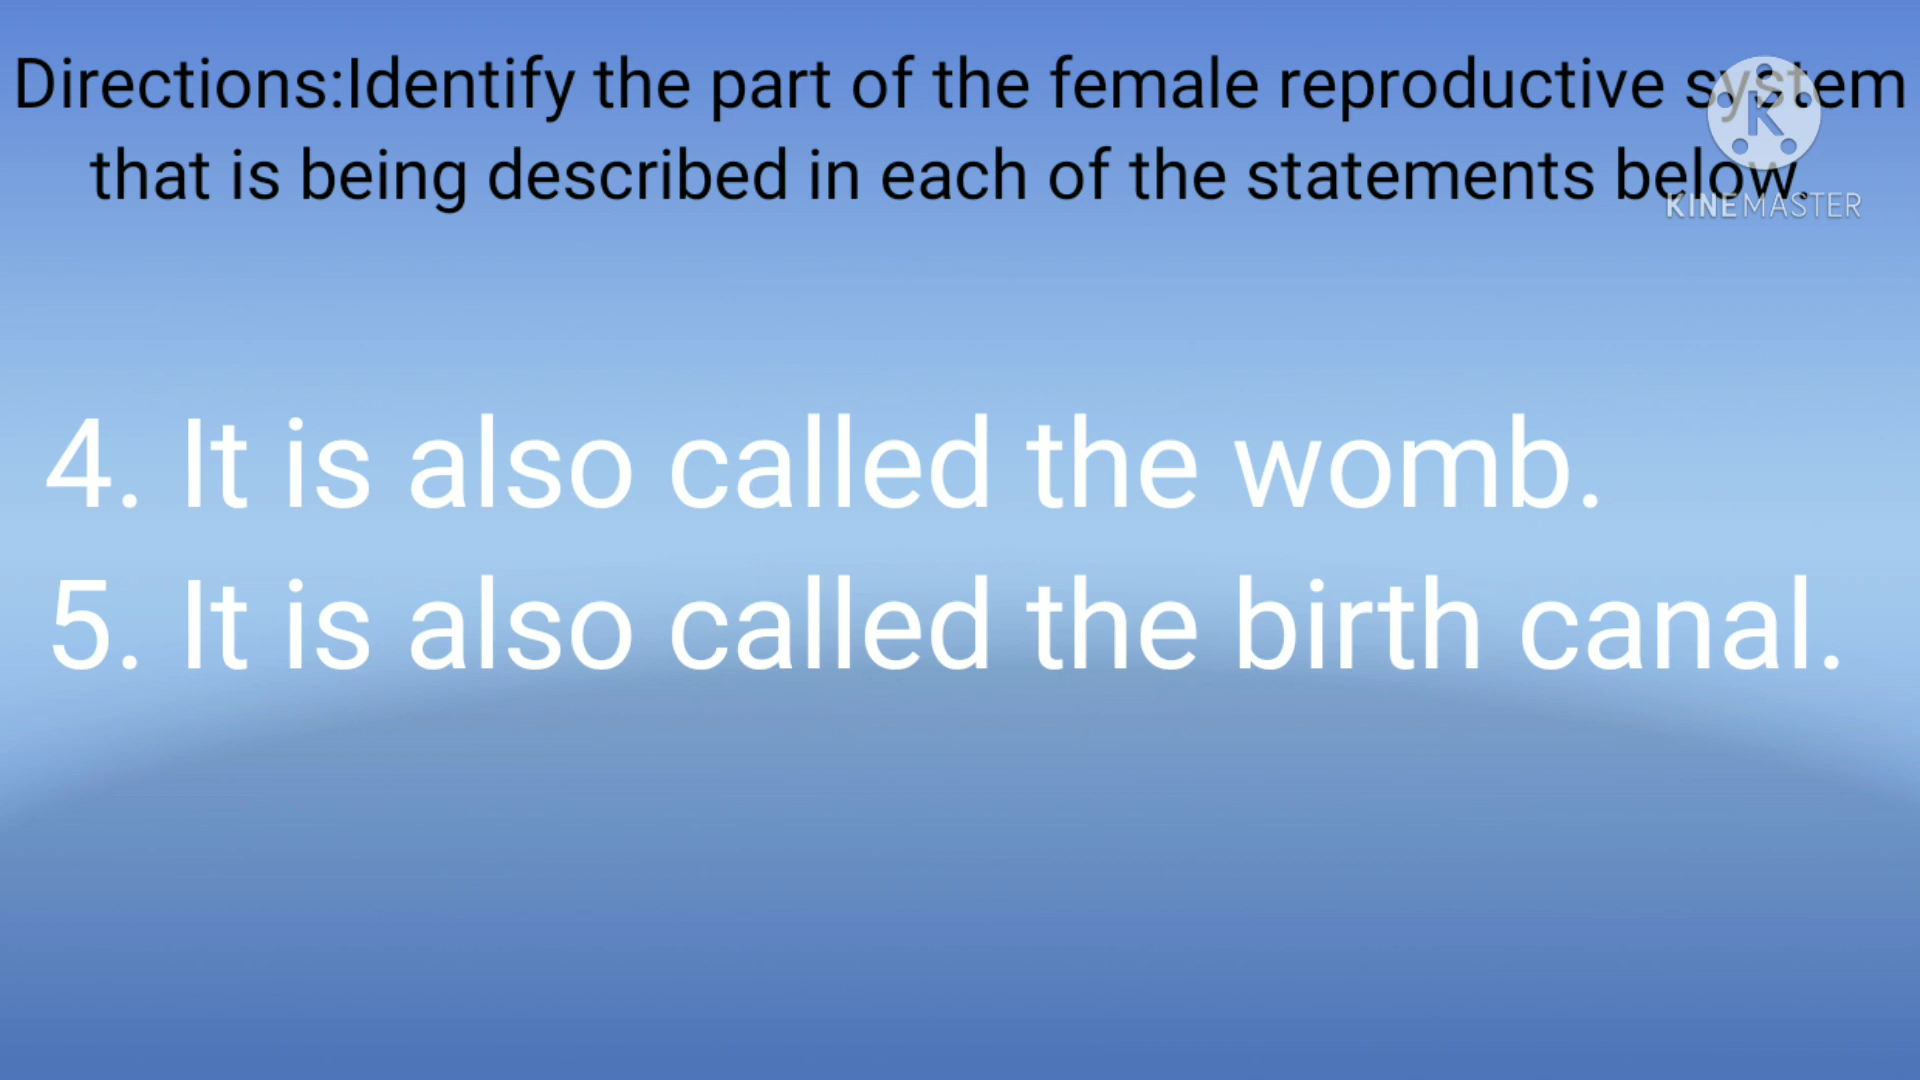 Directions:Identify the part of the female reproductive system
that is being described in each of the statements below.
K
KINEMASTER
4. It is also called the womb.
5. It is also called the birth canal.